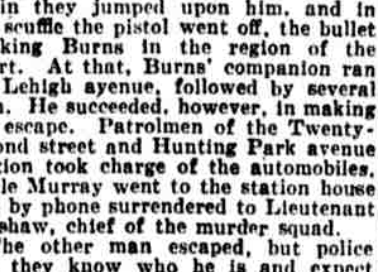 in they jumped upon him, and in
scuffle the pistol went off, the bullet
king Burns in the region of the
rt. At that, Burns' companion ran
Lehigh avenue, followed by several
n. He succeeded, however, in making
escape. Patrolmen of the Twenty-
ond street and Hunting Park avenue
tion took charge of the automobiles.
le Murray went to the station house
by phone surrendered to Lieutenant
shaw, chief of the murder squad.
he other man escaped, but police
they know who he is and expect